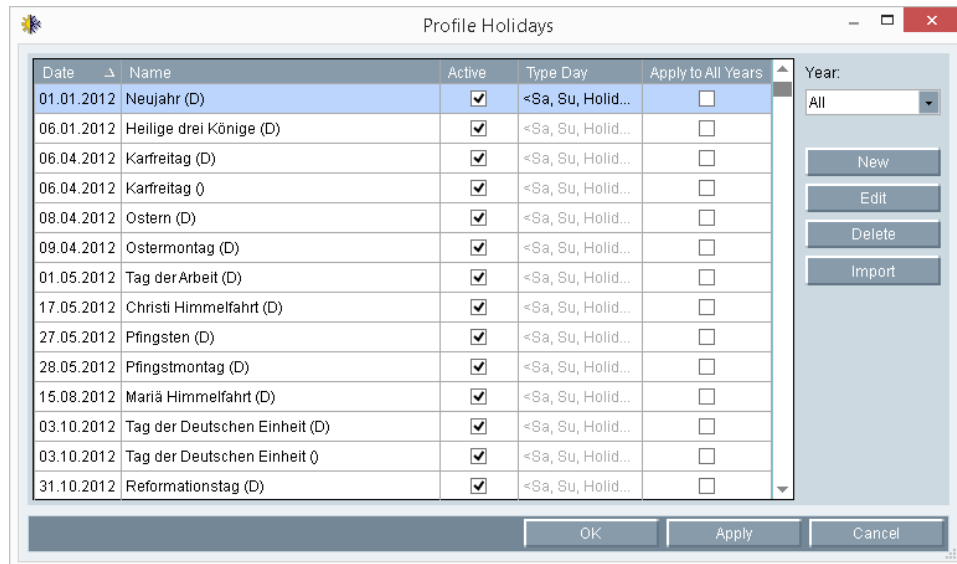 Profile Holidays
Date Name Active Type Day Apply to All Years
01.01.2012 Neujahr (D) <Sa, Su, Holid...
06.01.2012 Heilige drei Könige (D) <Sa, Su, Holid...
06.04.2012 Karfreitag (D) <Sa, Su, Holid...
06.04.2012 Karfreitag () <Sa, Su, Holid...
08.04.2012 Ostern (D) <Sa, Su, Holid...
09.04.2012 Ostermontag (D) <Sa, Su, Holid...
01.05.2012 Tag der Arbeit (D) <Sa, Su, Holid...
17.05.2012 Christi Himmelfahrt (D) <Sa, Su, Holid...
27.05.2012 Pfingsten (D) <Sa, Su, Holid...
28.05.2012 Pfingstmontag (D) <Sa, Su, Holid...
15.08.2012 Mariä Himmelfahrt (D) <Sa, Su, Holid...
03.10.2012 Tag der Deutschen Einheit (D) <Sa, Su, Holid...
03.10.2012 Tag der Deutschen Einheit () <Sa, Su, Holid...
31.10.2012 Reformationstag (D) <Sa, Su, Holid...
Year:
All
New
Edit
Delete
Import
OK Apply Cancel